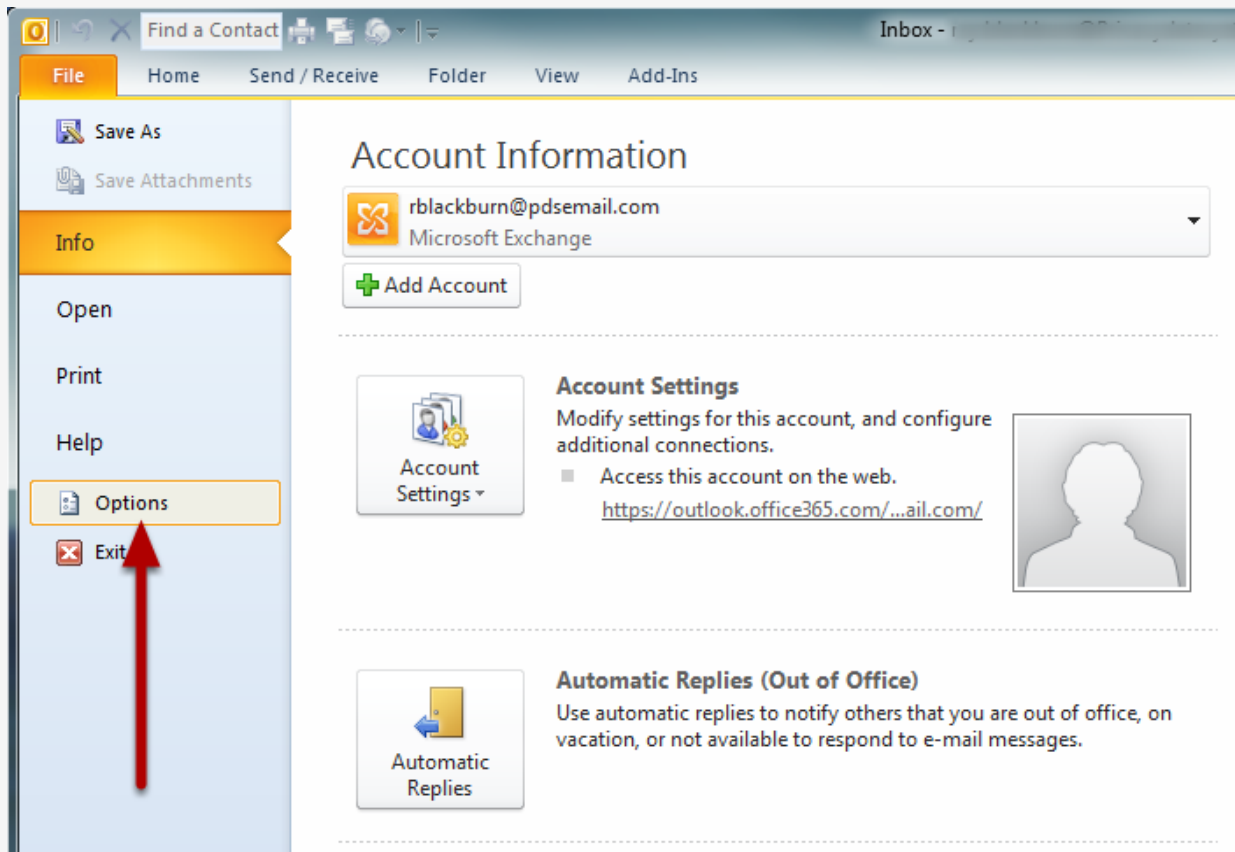 Find a Contact
Inbox -
File Home Send / Receive Folder View Add-Ins
Save As
Save Attachments
Info
Open
Print
Help
Options
Exit
Account Information
rblackburn@pdsemail.com
Microsoft Exchange
Add Account
Account Settings
Account Settings
Modify settings for this account, and configure
additional connections.
Access this account on the web.
https://outlook.office365.com/...ail.com/
Automatic Replies
Automatic Replies (Out of Office)
Use automatic replies to notify others that you are out of office, on
vacation, or not available to respond to e-mail messages.